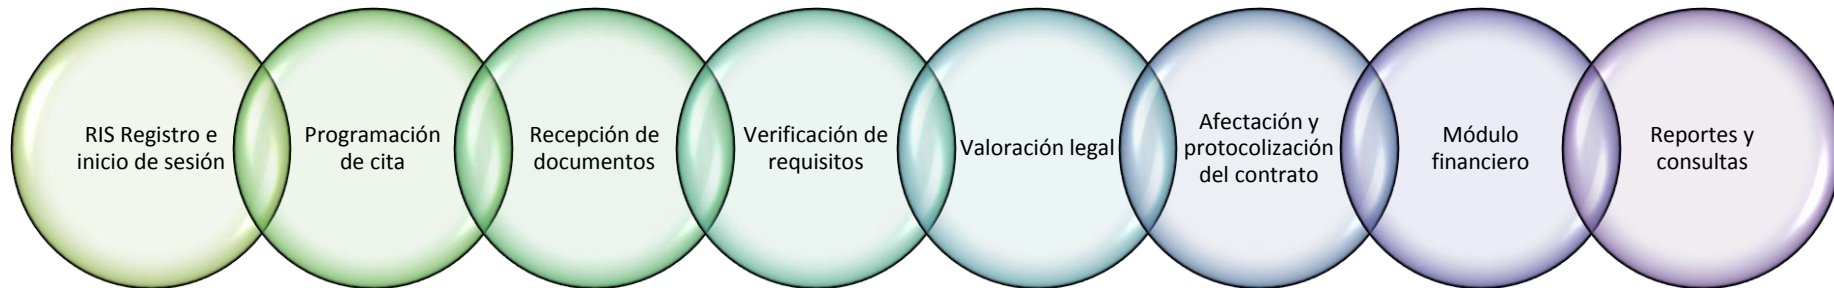 RIS Registro e
inicio de sesión
Programación
de cita
Recepción de
documentos
Verificación de
requisitos
Valoración legal
Afectación y
protocolización
del contrato
Módulo
financiero
Reportes y
consultas